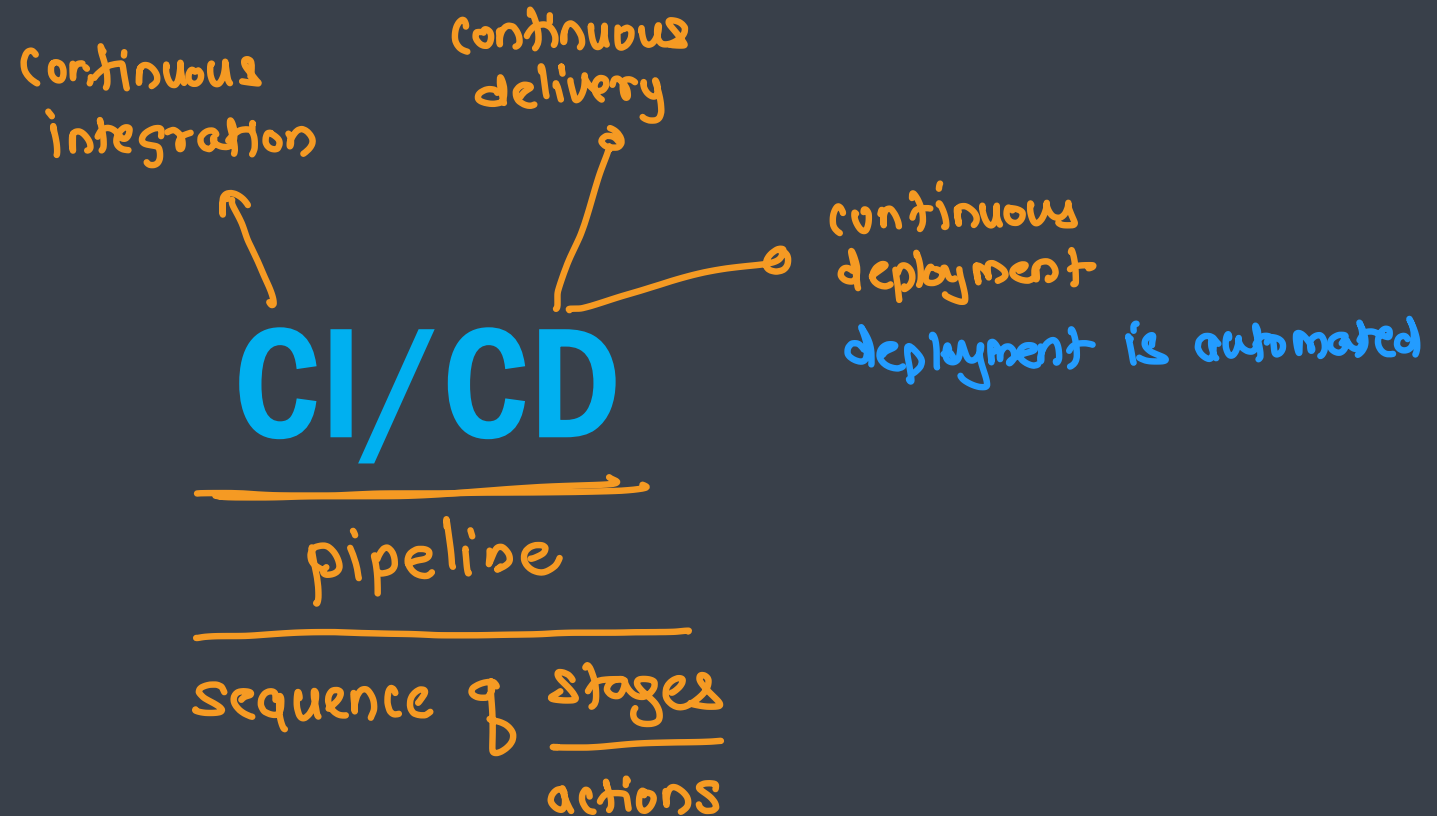 continuous
integration
continuous
delivery
continuous
deployment
deployment is automated
CI/CD
pipeline
sequence of stages
actions